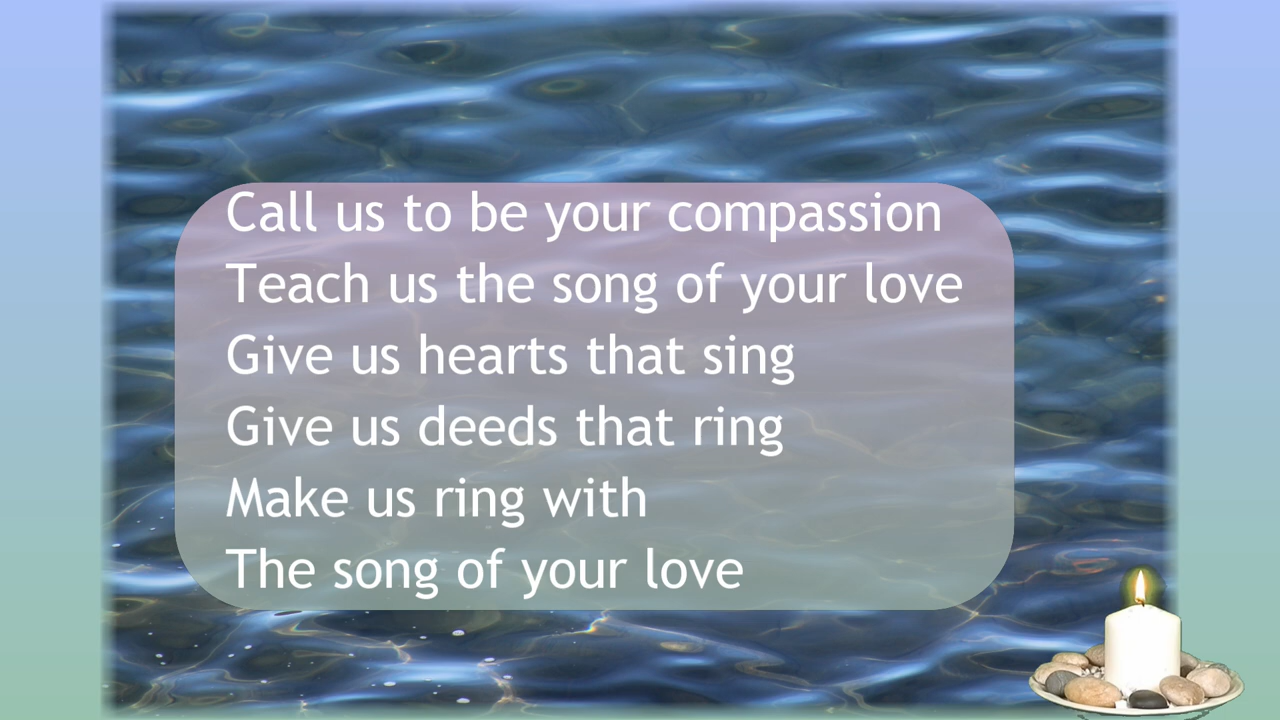 Call us to be your compassion
Teach us the song of your love
Give us hearts that sing
Give us deeds that ring
Make us ring with
The song of your love